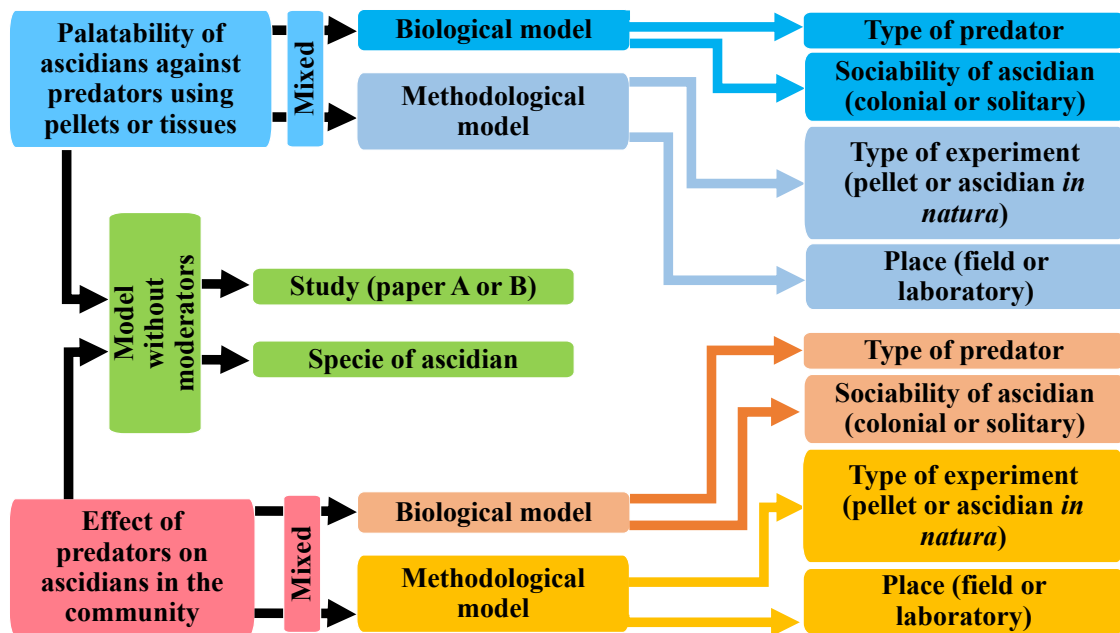 Palatability of
ascidians against
predators using
pellets or tissues
Mixed
Biological model
Methodological
model
Type of predator
Sociability of ascidian
(colonial or solitary)
Type of experiment
(pellet or ascidian in
natura)
Place (field or
laboratory)
Model
without
moderators
Study (paper A or B)
Specie of ascidian
Effect of
predators on
ascidians in the
community
Mixed
Biological model
Methodological
model
Type of predator
Sociability of ascidian
(colonial or solitary)
Type of experiment
(pellet or ascidian in
natura)
Place (field or
laboratory)